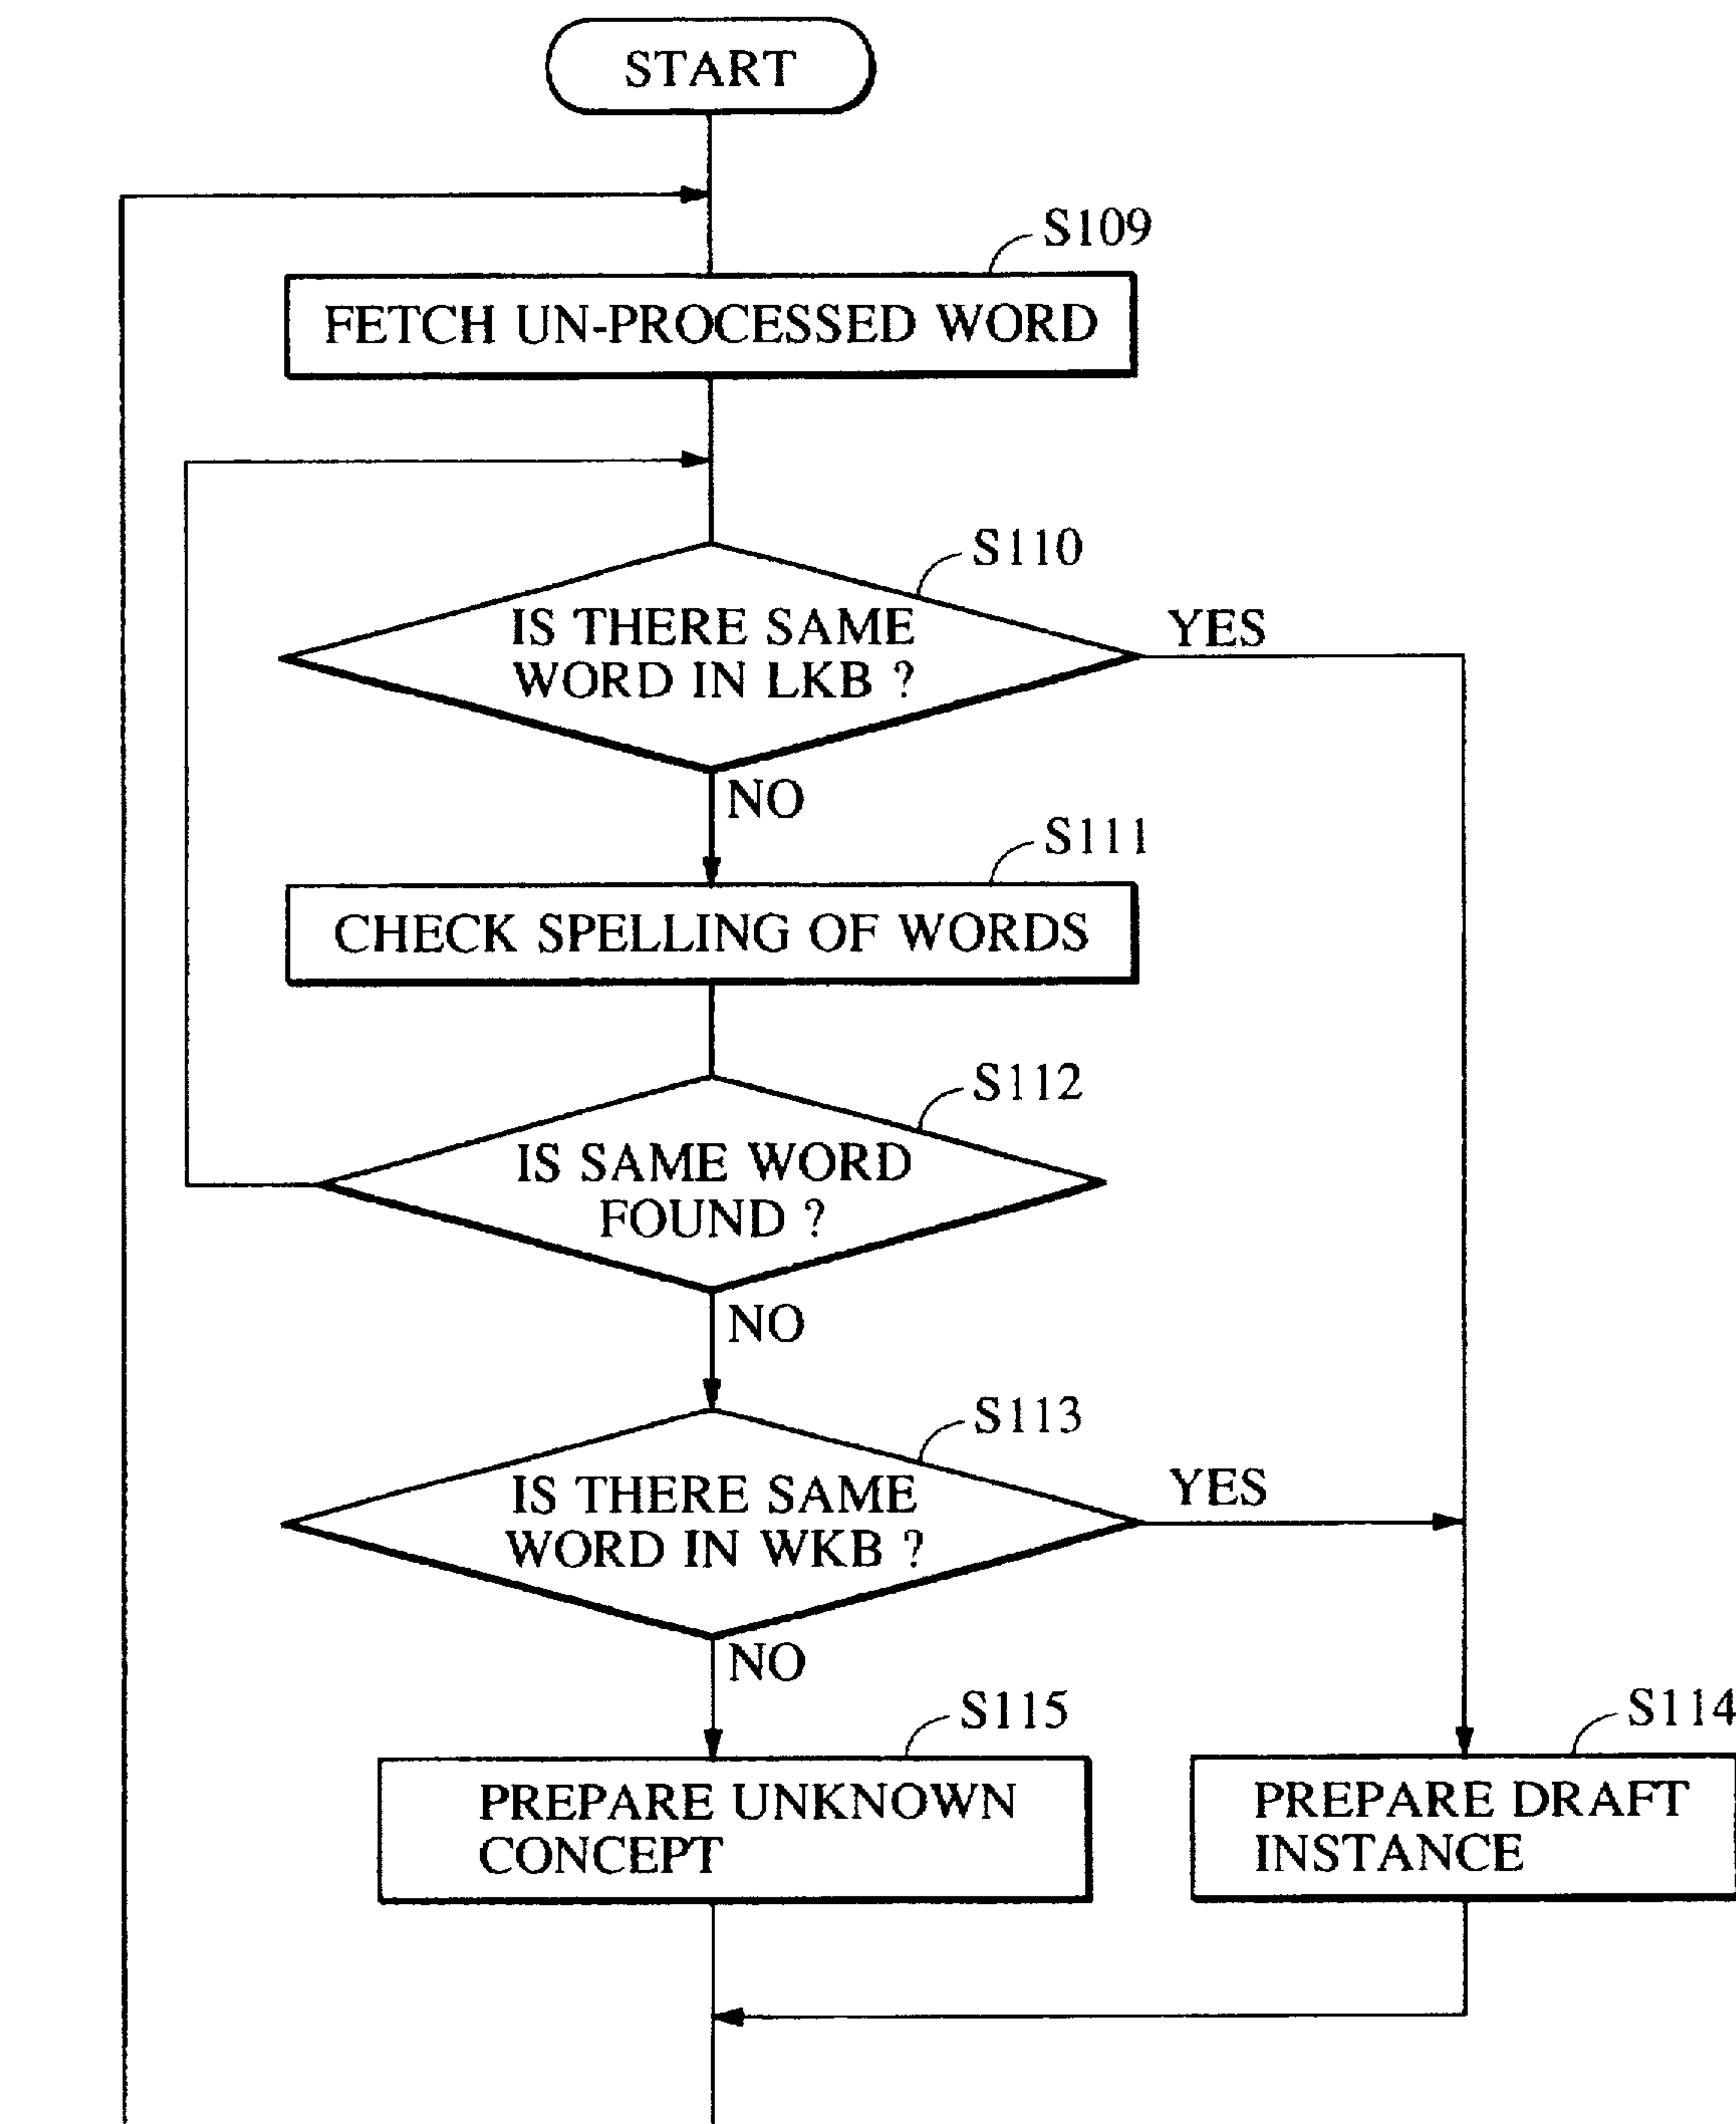 START
S109
FETCH UN-PROCESSED WORD
S110
IS THERE SAME
WORD IN LKB ?
YES
NO
S111
CHECK SPELLING OF WORDS
S112
IS SAME WORD
FOUND ?
NO
S113
IS THERE SAME
WORD IN WKB ?
YES
NO
S115
PREPARE UNKNOWN
CONCEPT
S114
PREPARE DRAFT
INSTANCE